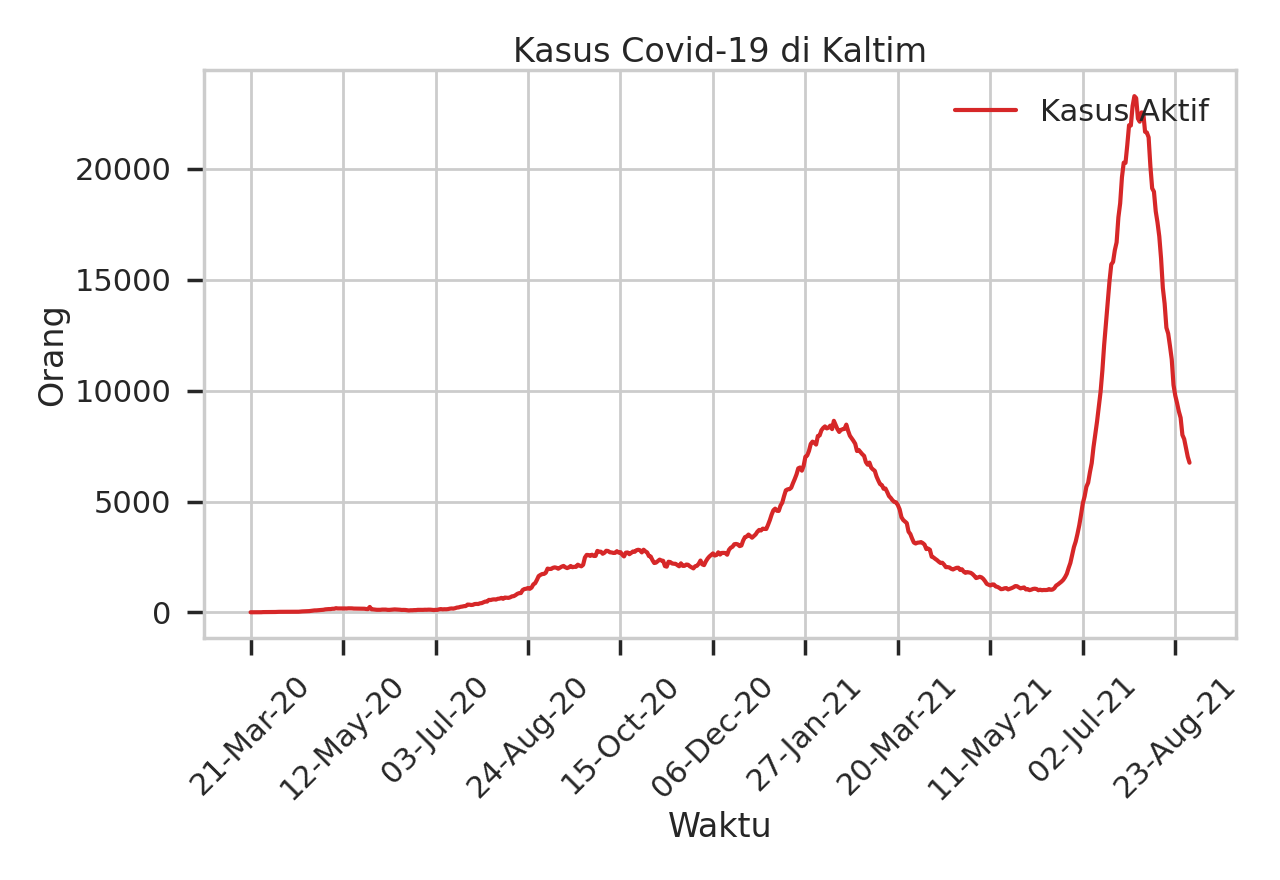 Kasus Covid-19 di Kaltim
Kasus Aktif
Orang
20000
15000
10000
5000
0
21-Mar-20
12-May-20
03-Jul-20
24-Aug-20
15-Oct-20
06-Dec-20
27-Jan-21
20-Mar-21
11-May-21
02-Jul-21
23-Aug-21
Waktu